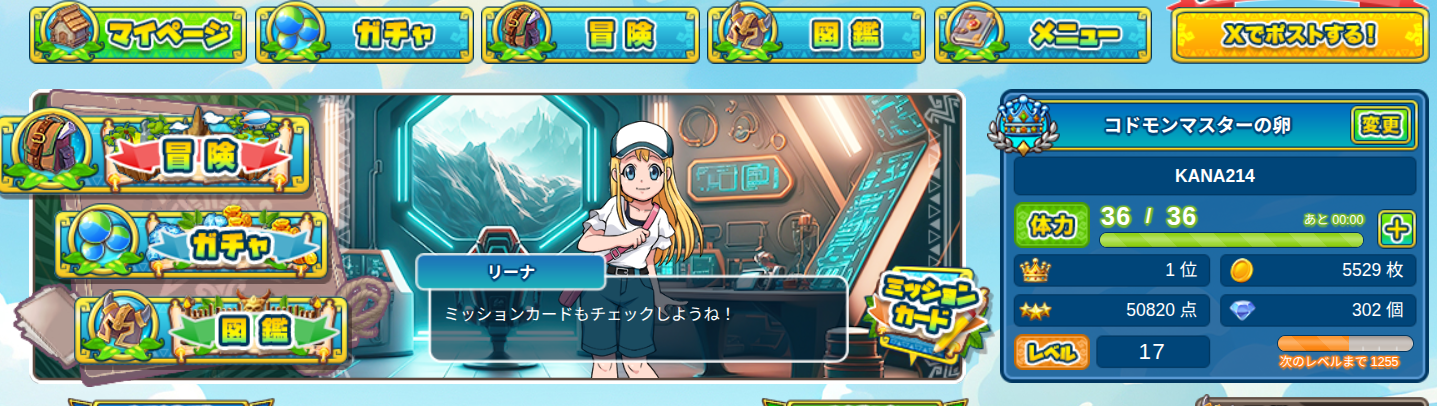 マイページ
ガチャ
冒険
図鑑
メニュー
Xでポストする!
冒険
ガチャ
図鑑
リーナ
ミッションカードもチェックしようね!
ミッション
カード
コドモンマスターの卵
変更
KANA214
体力
36 / 36
あと 00:00
1 位
5529 枚
50820 点
302 個
レベル
17
次のレベルまで 1255